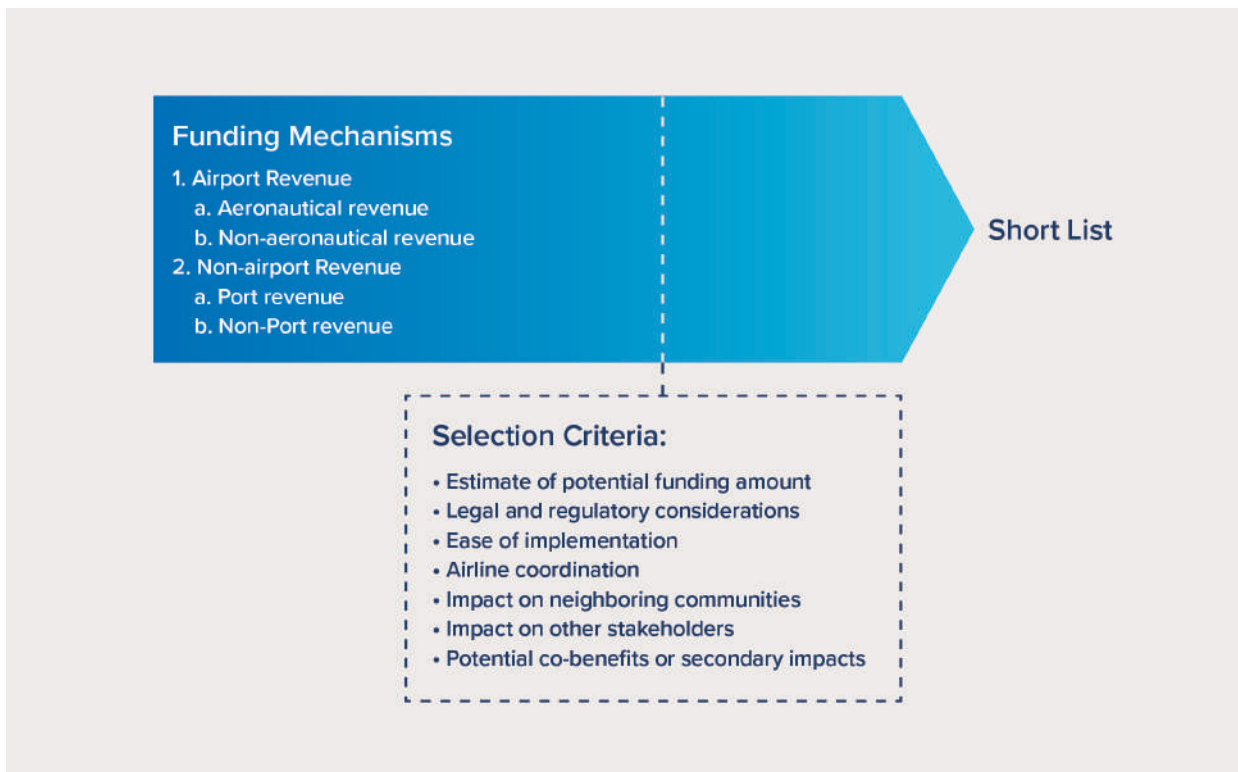 Funding Mechanisms
1. Airport Revenue
a. Aeronautical revenue
b. Non-aeronautical revenue
2. Non-airport Revenue
a. Port revenue
b. Non-Port revenue
Short List
Selection Criteria:
• Estimate of potential funding amount
• Legal and regulatory considerations
• Ease of implementation
• Airline coordination
• Impact on neighboring communities
• Impact on other stakeholders
• Potential co-benefits or secondary impacts